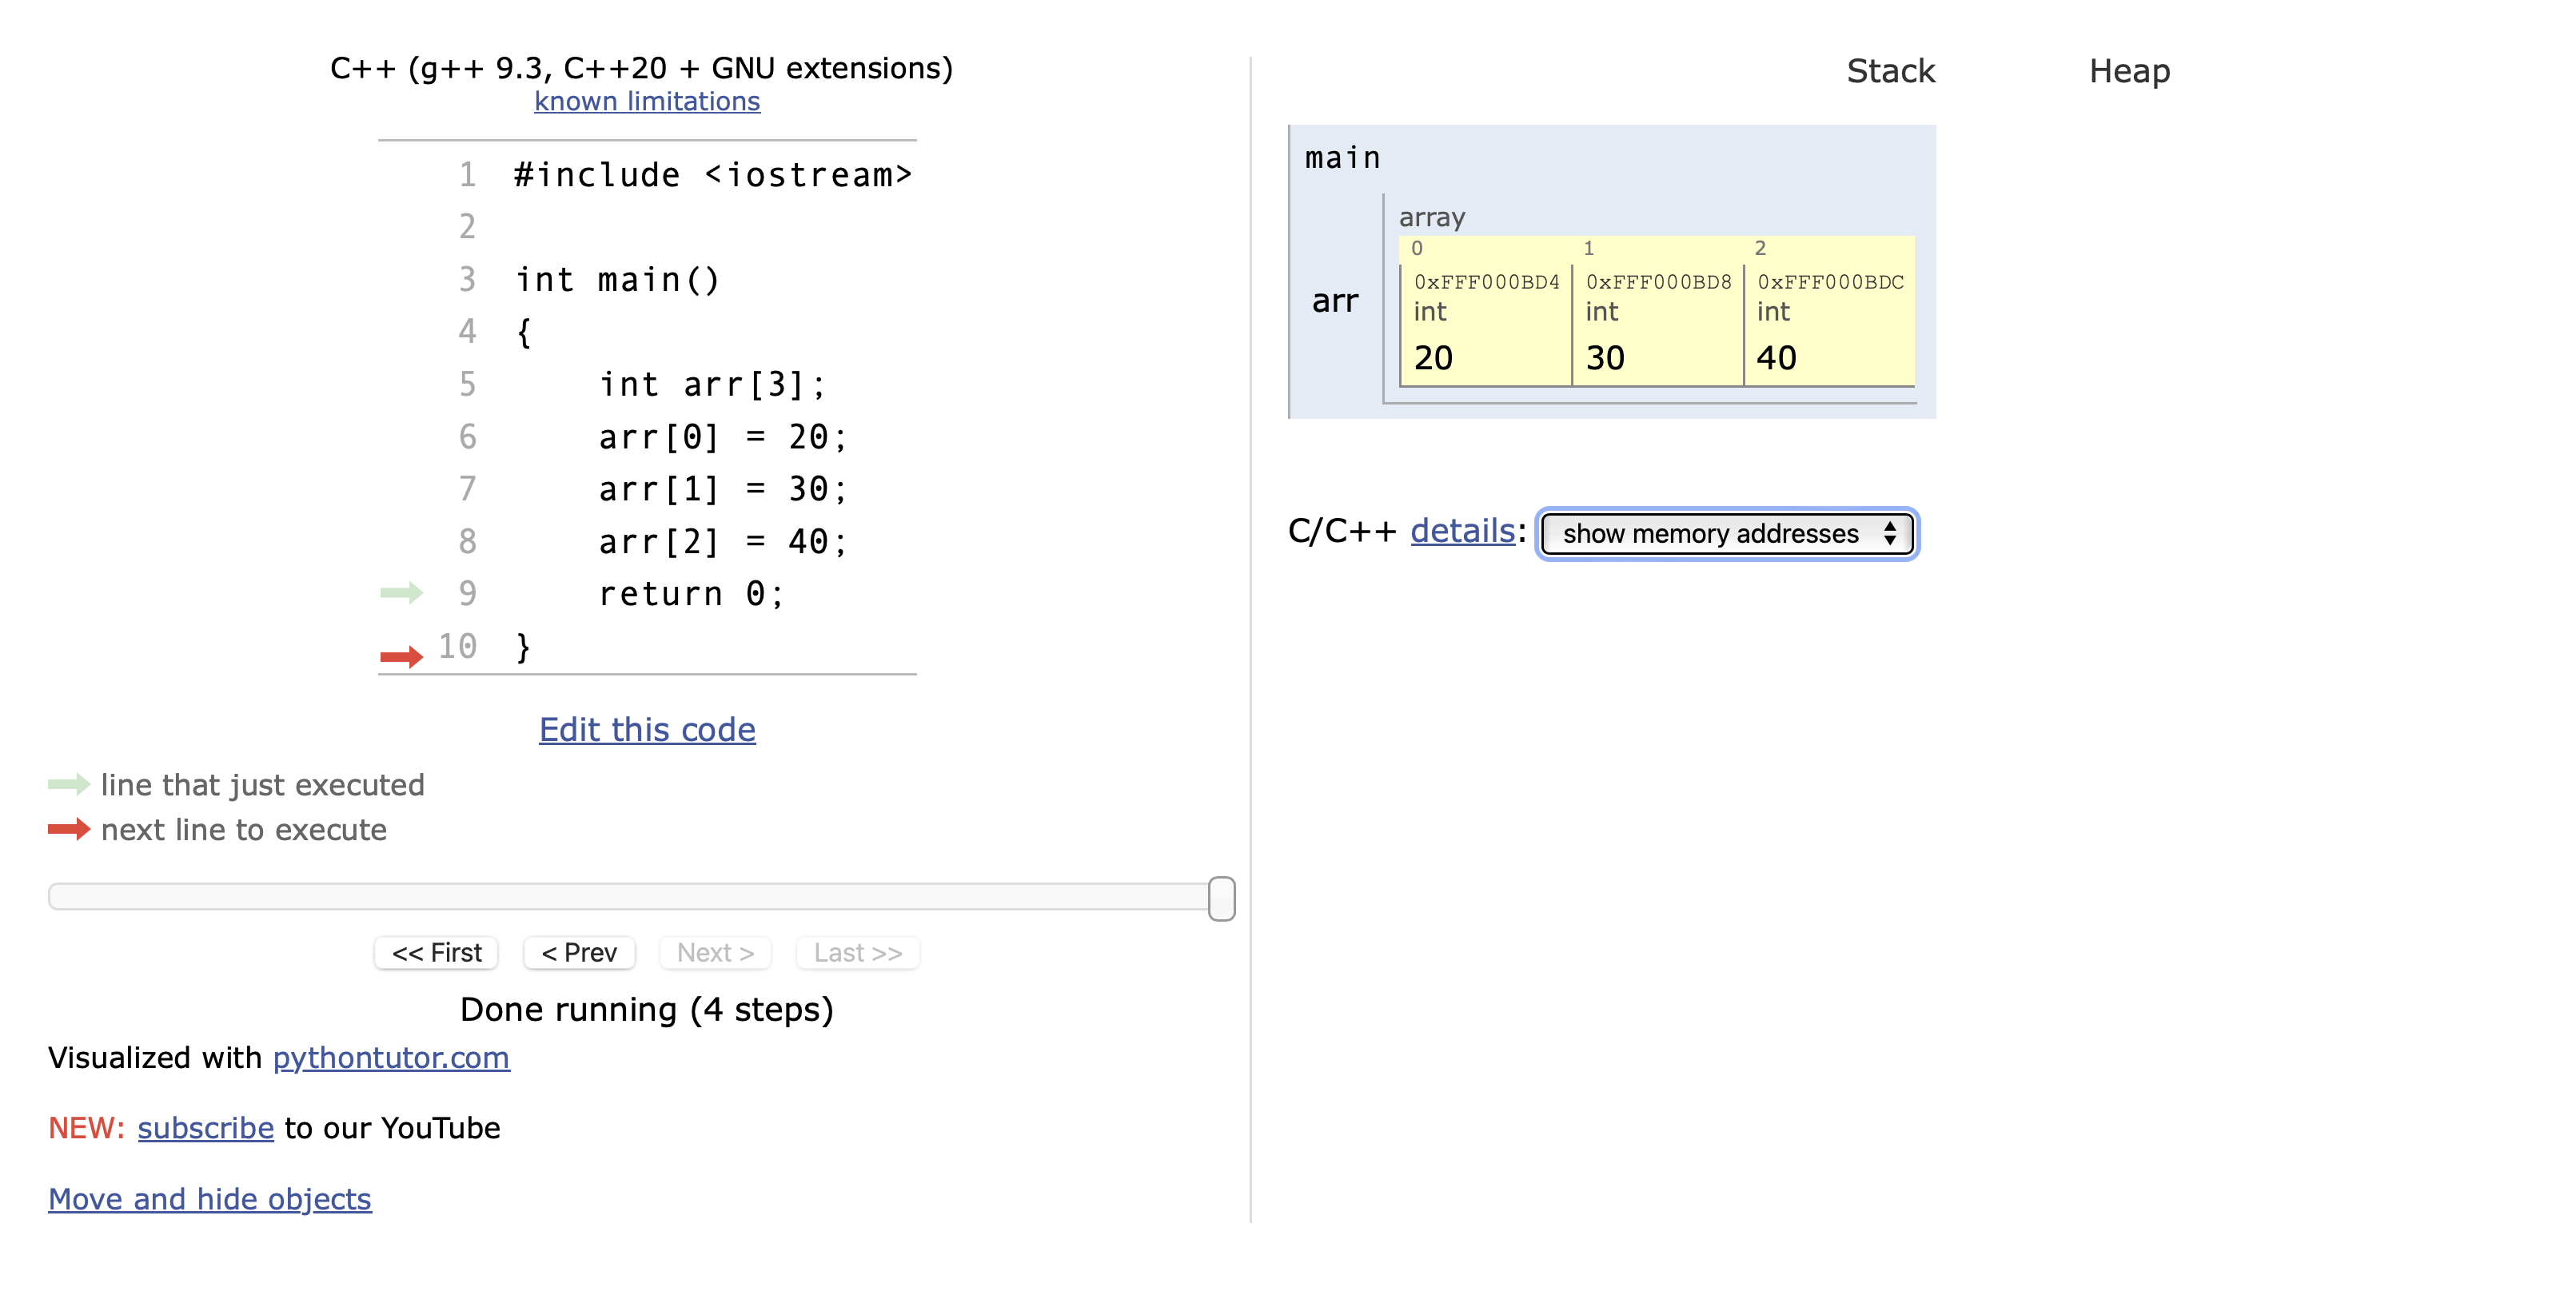 C++ (g++ 9.3, C++20 + GNU extensions)
known limitations
1 #include <iostream>
2
3 int main()
4 {
5     int arr[3];
6     arr[0] = 20;
7     arr[1] = 30;
8     arr[2] = 40;
9     return 0;
10 }
Edit this code
line that just executed
next line to execute
<< First < Prev Next > Last >>
Done running (4 steps)
Visualized with pythontutor.com
NEW: subscribe to our YouTube
Move and hide objects
Stack Heap
main
array
0 1 2
0xFFF000BD4 0xFFF000BD8 0xFFF000BDC
arr
int int int
20 30 40
C/C++ details: show memory addresses